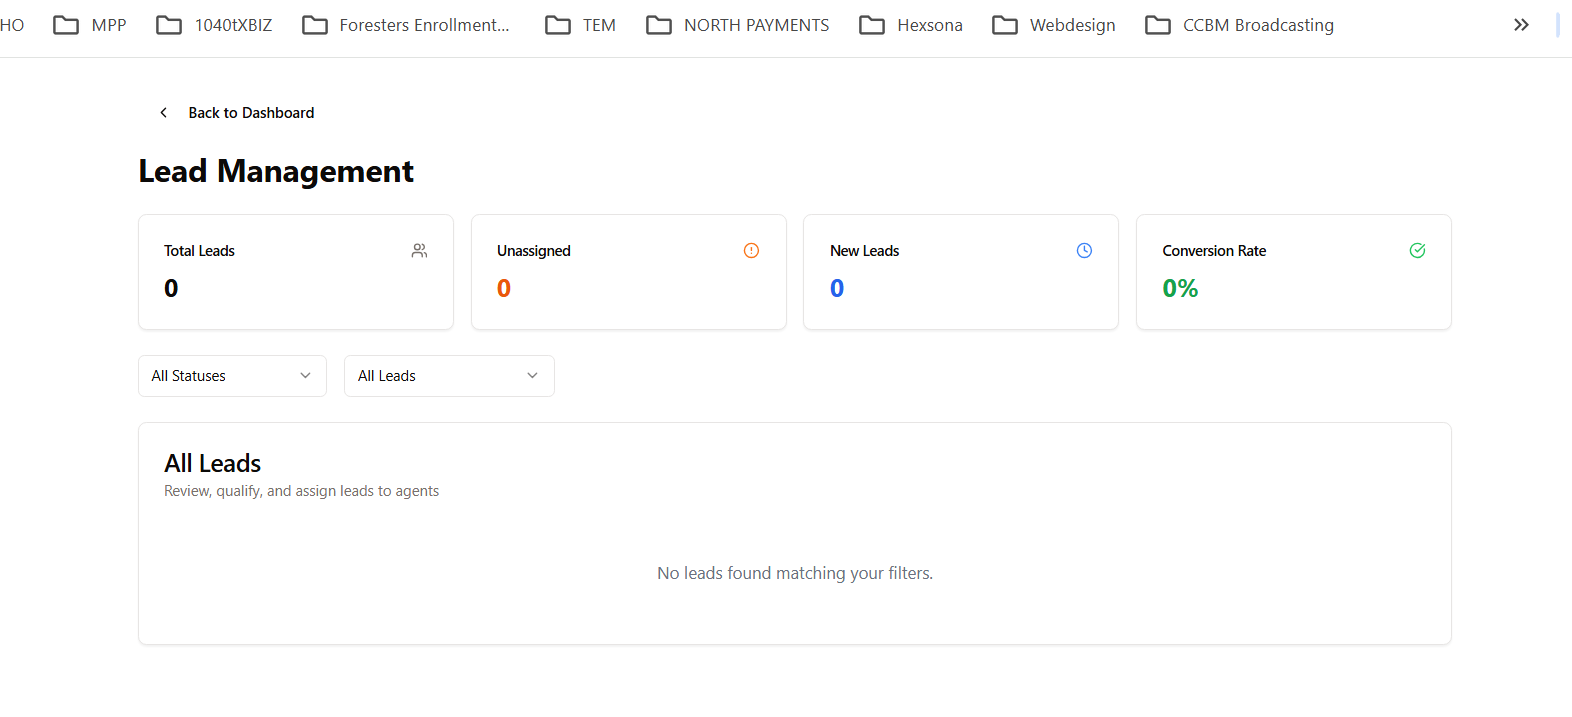 HO MPP 1040tXBIZ Foresters Enrollment... TEM NORTH PAYMENTS Hexsona Webdesign CCBM Broadcasting
Back to Dashboard
Lead Management
Total Leads Unassigned New Leads Conversion Rate
0 0 0 0%
All Statuses All Leads
All Leads
Review, qualify, and assign leads to agents
No leads found matching your filters.